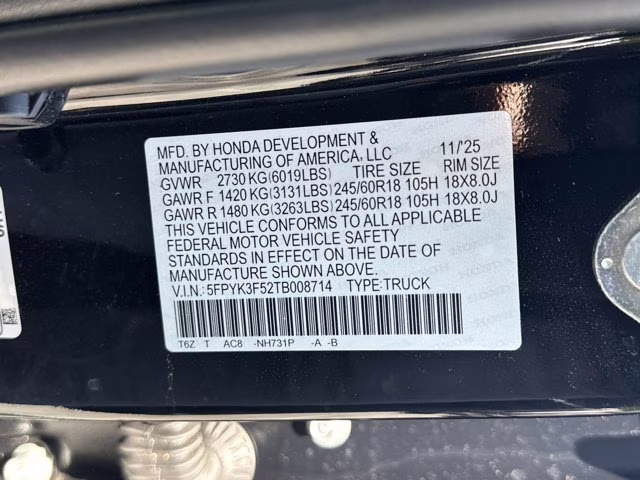 MFD. BY HONDA DEVELOPMENT & 
MANUFACTURING OF AMERICA, LLC 11/'25
GVWR 2730 KG(6019LBS) TIRE SIZE RIM SIZE
GAWR F 1420 KG(3131LBS) 245/60R18 105H 18X8.0J
GAWR R 1480 KG(3263LBS) 245/60R18 105H 18X8.0J
THIS VEHICLE CONFORMS TO ALL APPLICABLE
FEDERAL MOTOR VEHICLE SAFETY
STANDARDS IN EFFECT ON THE DATE OF
MANUFACTURE SHOWN ABOVE.
V.I.N.: 5FPYK3F52TB008714 TYPE:TRUCK
T6Z T AC8 -NH731P -A -B